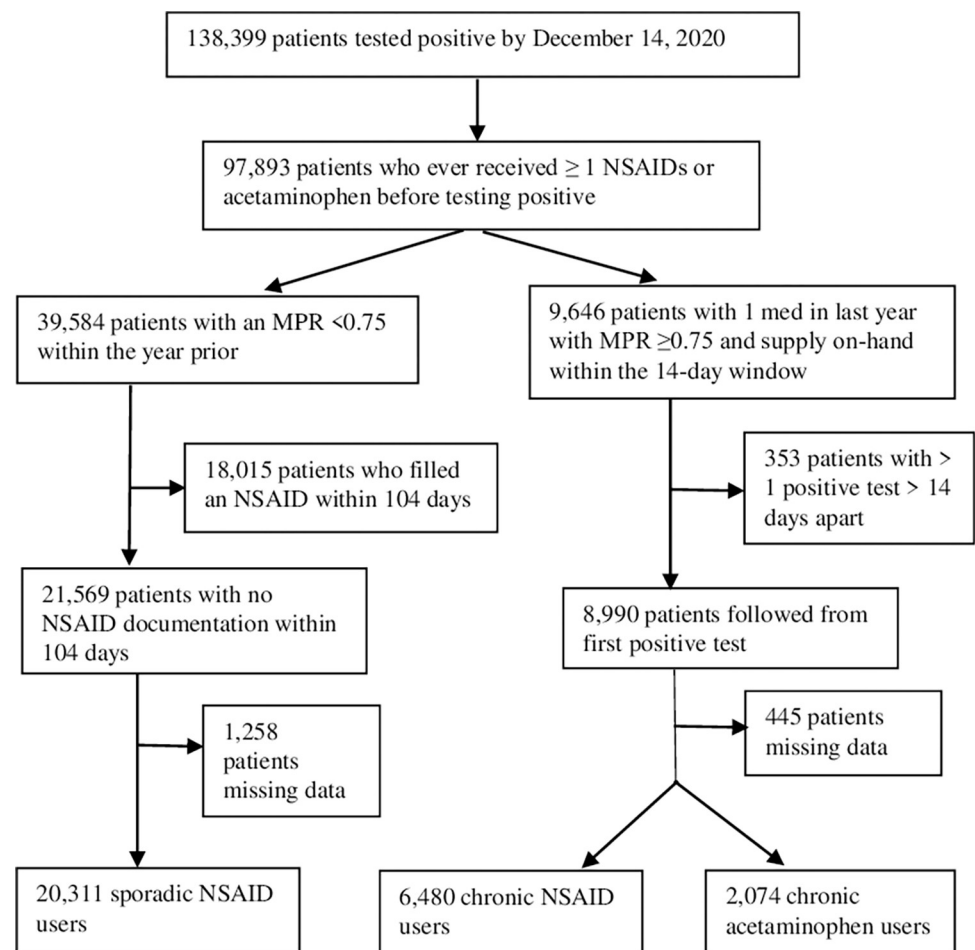 138,399 patients tested positive by December 14, 2020
97,893 patients who ever received ≥ 1 NSAIDs or
acetaminophen before testing positive
39,584 patients with an MPR <0.75
within the year prior
9,646 patients with 1 med in last year
with MPR ≥0.75 and supply on-hand
within the 14-day window
18,015 patients who filled
an NSAID within 104 days
353 patients with >
1 positive test > 14
days apart
21,569 patients with no
NSAID documentation within
104 days
8,990 patients followed from
first positive test
1,258
patients
missing data
445 patients
missing data
20,311 sporadic NSAID
users
6,480 chronic NSAID
users
2,074 chronic
acetaminophen users